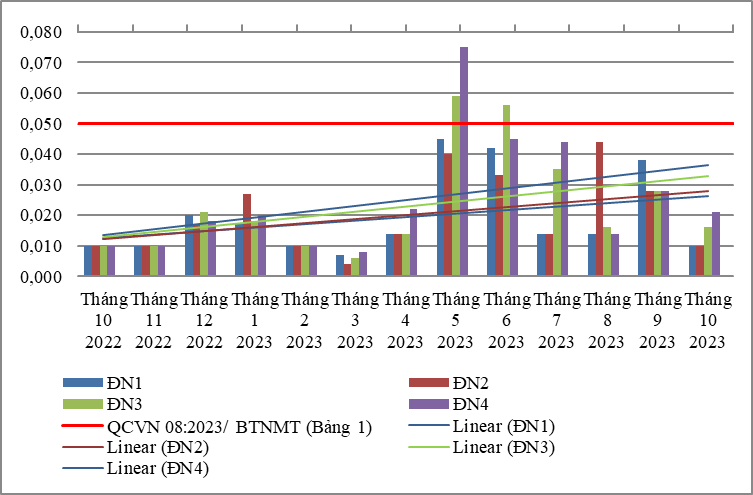 0,080
0,070
0,060
0,050
0,040
0,030
0,020
0,010
0,000
Tháng Tháng Tháng Tháng Tháng Tháng Tháng Tháng Tháng Tháng Tháng Tháng Tháng
10 11 12 1 2 3 4 5 6 7 8 9 10
2022 2022 2022 2023 2023 2023 2023 2023 2023 2023 2023 2023 2023
ĐN1 ĐN2
ĐN3 ĐN4
QCVN 08:2023/ BTNMT (Bảng 1) Linear (ĐN1)
Linear (ĐN2) Linear (ĐN3)
Linear (ĐN4)